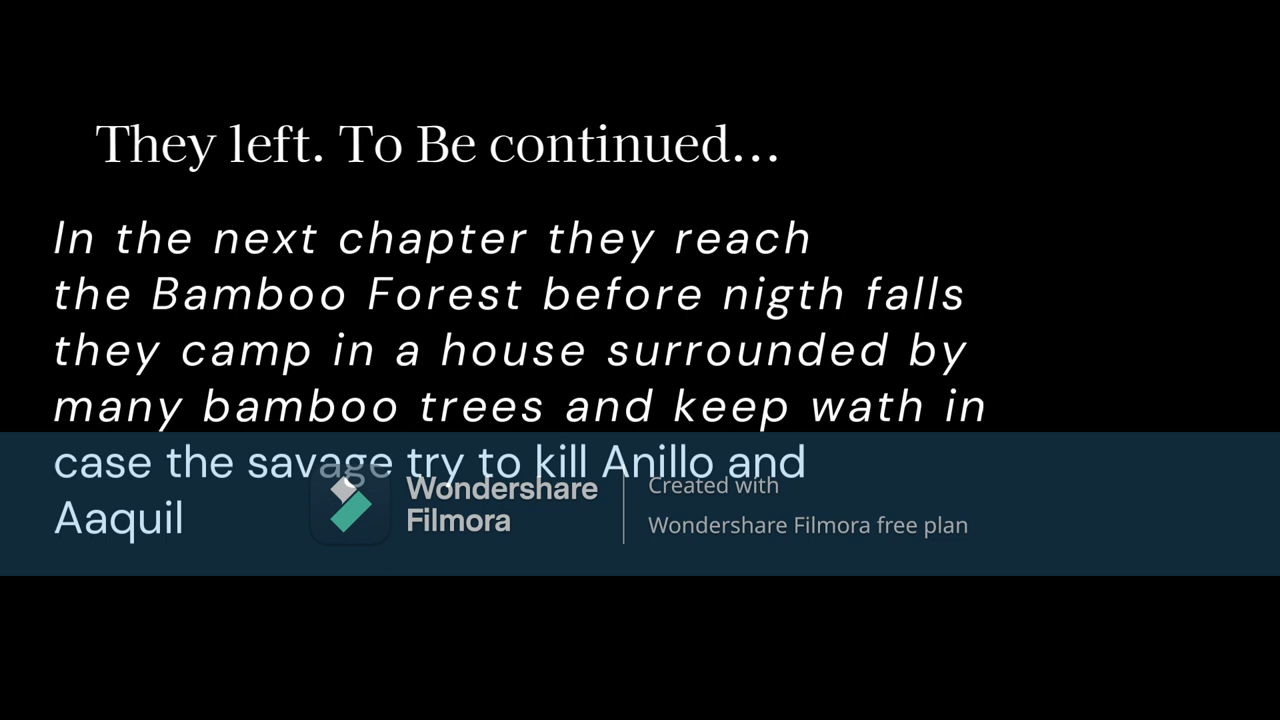 They left. To Be continued...
In the next chapter they reach
the Bamboo Forest before nigth falls
they camp in a house surrounded by
many bamboo trees and keep wath in
case the savage try to kill Anillo and
Aaquil
Wondershare
Filmora
Created with
Wondershare Filmora free plan